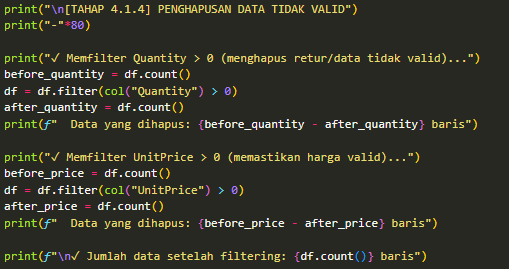 print("\n[TAHAP 4.1.4] PENGHAPUSAN DATA TIDAK VALID")
print("-"*80)
print("✓ Memfilter Quantity > 0 (menghapus retur/data tidak valid)...")
before_quantity = df.count()
df = df.filter(col("Quantity") > 0)
after_quantity = df.count()
print(f"  Data yang dihapus: {before_quantity - after_quantity} baris")
print("✓ Memfilter UnitPrice > 0 (memastikan harga valid)...")
before_price = df.count()
df = df.filter(col("UnitPrice") > 0)
after_price = df.count()
print(f"  Data yang dihapus: {before_price - after_price} baris")
print(f"\n✓ Jumlah data setelah filtering: {df.count()} baris")